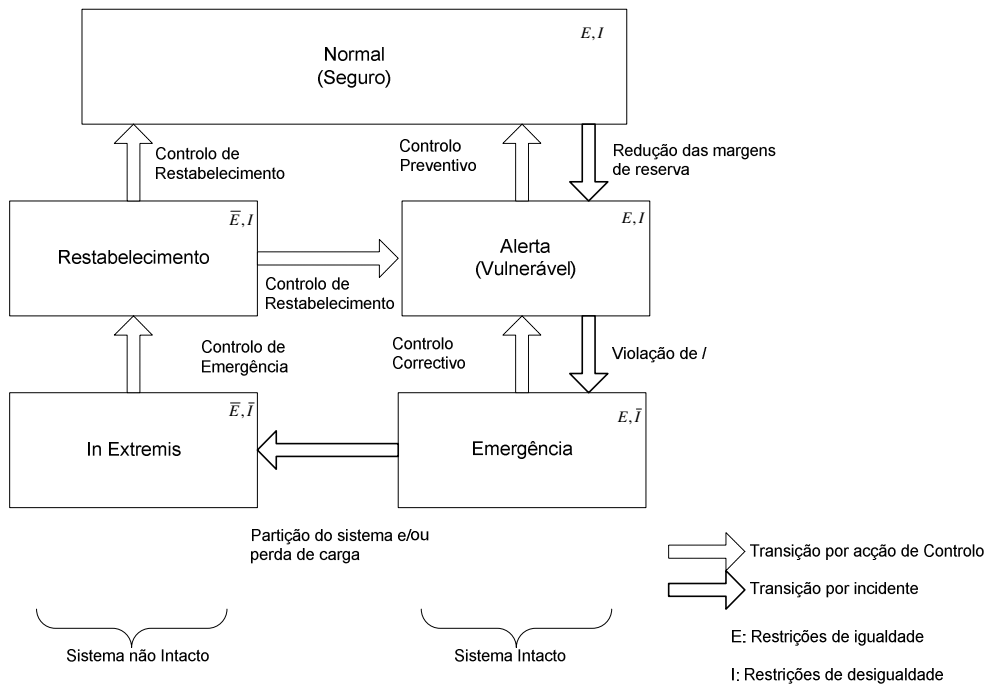 E, I
Normal
(Seguro)
Controlo de
Restabelecimento
Controlo
Preventivo
Redução das margens
de reserva
E̅, I
Restabelecimento
E, I
Alerta
(Vulnerável)
Controlo de
Restabelecimento
Controlo de
Emergência
Controlo
Correctivo
Violação de I
E̅, I̅
In Extremis
E, I̅
Emergência
Partição do sistema e/ou
perda de carga
Transição por acção de Controlo
Transição por incidente
E: Restrições de igualdade
I: Restrições de desigualdade
Sistema não Intacto
Sistema Intacto